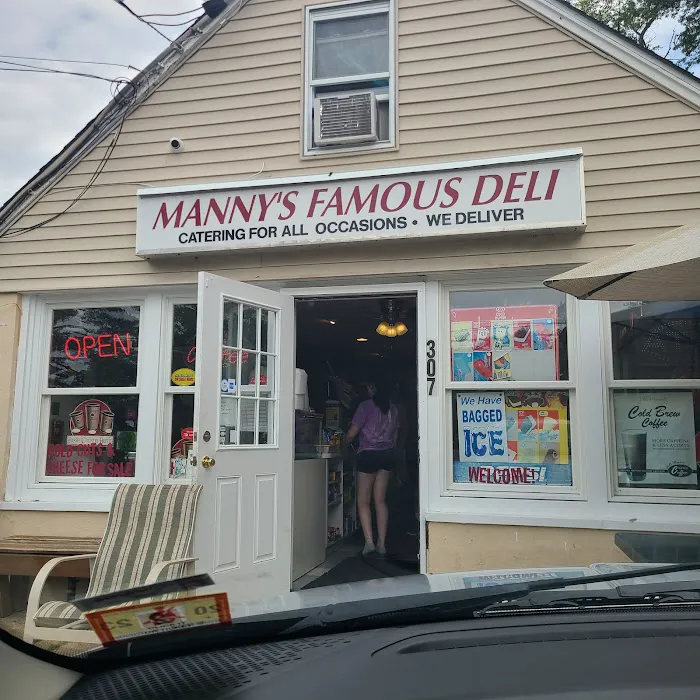 MANNY'S FAMOUS DELI
CATERING FOR ALL OCCASIONS • WE DELIVER
OPEN
307
We Have
BAGGED
ICE
WELCOME!
Cold Brew
Coffee
COLD CUTS &
CHEESE FOR SALE